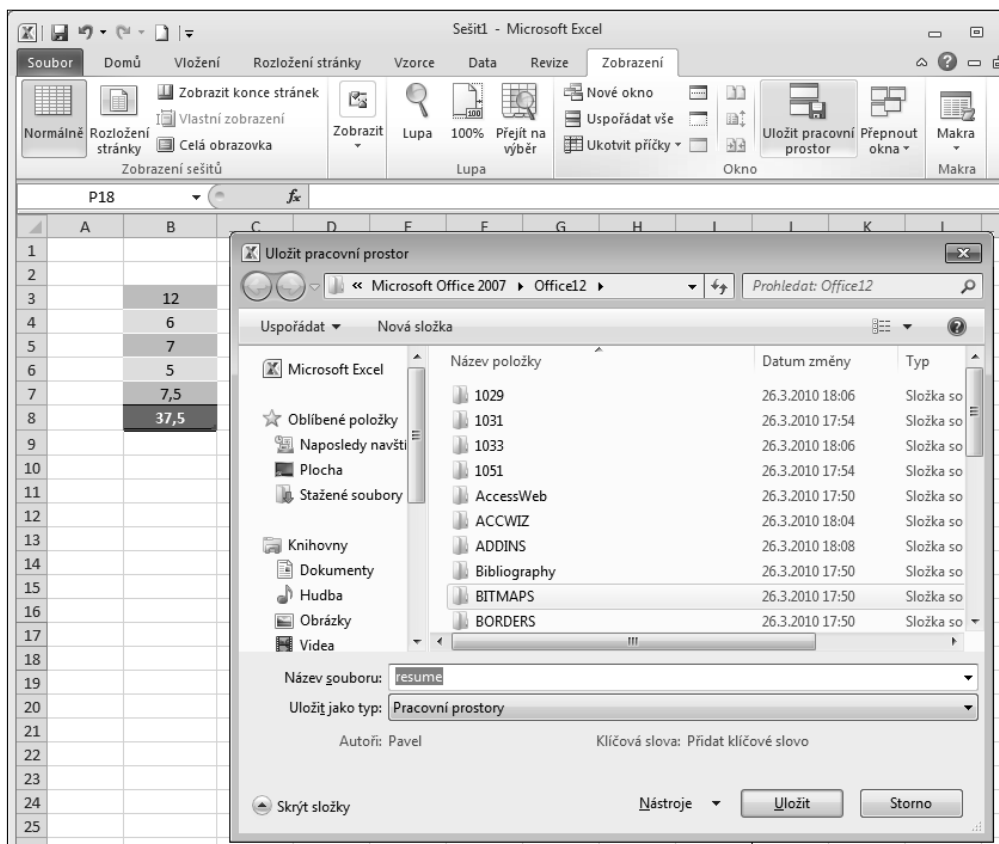 Sešit1 - Microsoft Excel
Soubor Domů Vložení Rozložení stránky Vzorce Data Revize Zobrazení
Normálně
Rozložení stránky
Zobrazit konce stránek
Vlastní zobrazení
Celá obrazovka
Zobrazení sešitů
Zobrazit
Lupa
100%
Přejít na výběr
Lupa
Nové okno
Uspořádat vše
Ukotvit příčky
Uložit pracovní prostor
Přepnout okna
Okno
Makra
Makra
P18 fx
A B C D E F G H I J K L
1
2
3 12
4 6
5 7
6 5
7 7,5
8 37,5
9
10
11
12
13
14
15
16
17
18
19
20
21
22
23
24
25
Uložit pracovní prostor
« Microsoft Office 2007 Office12
Prohledat: Office12
Uspořádat Nová složka
Microsoft Excel
Oblíbené položky
Naposledy navšti
Plocha
Stažené soubory
Knihovny
Dokumenty
Hudba
Obrázky
Videa
Název položky Datum změny Typ
1029 26.3.2010 18:06 Složka so
1031 26.3.2010 17:54 Složka so
1033 26.3.2010 18:06 Složka so
1051 26.3.2010 17:54 Složka so
AccessWeb 26.3.2010 17:50 Složka so
ACCWIZ 26.3.2010 18:04 Složka so
ADDINS 26.3.2010 18:08 Složka so
Bibliography 26.3.2010 17:50 Složka so
BITMAPS 26.3.2010 17:50 Složka so
BORDERS 26.3.2010 17:50 Složka so
Název souboru: resume
Uložit jako typ: Pracovní prostory
Autoři: Pavel Klíčová slova: Přidat klíčové slovo
Skrýt složky Nástroje Uložit Storno